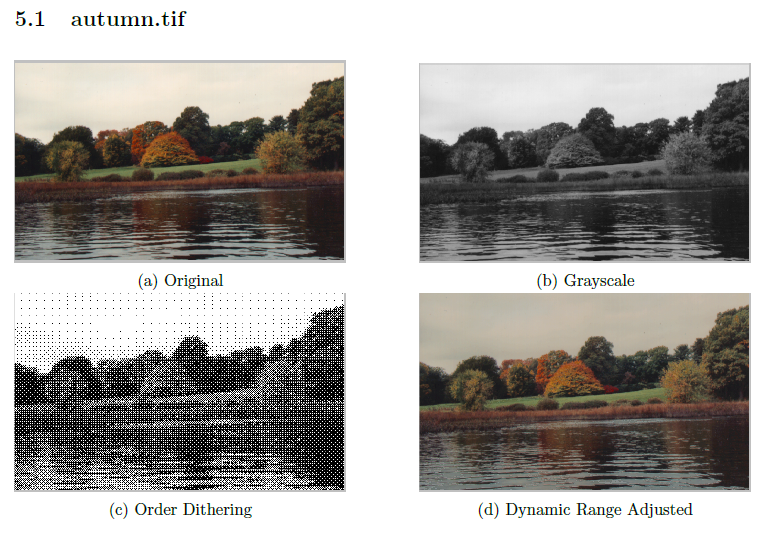 5.1 autumn.tif
(a) Original
(b) Grayscale
(c) Order Dithering
(d) Dynamic Range Adjusted